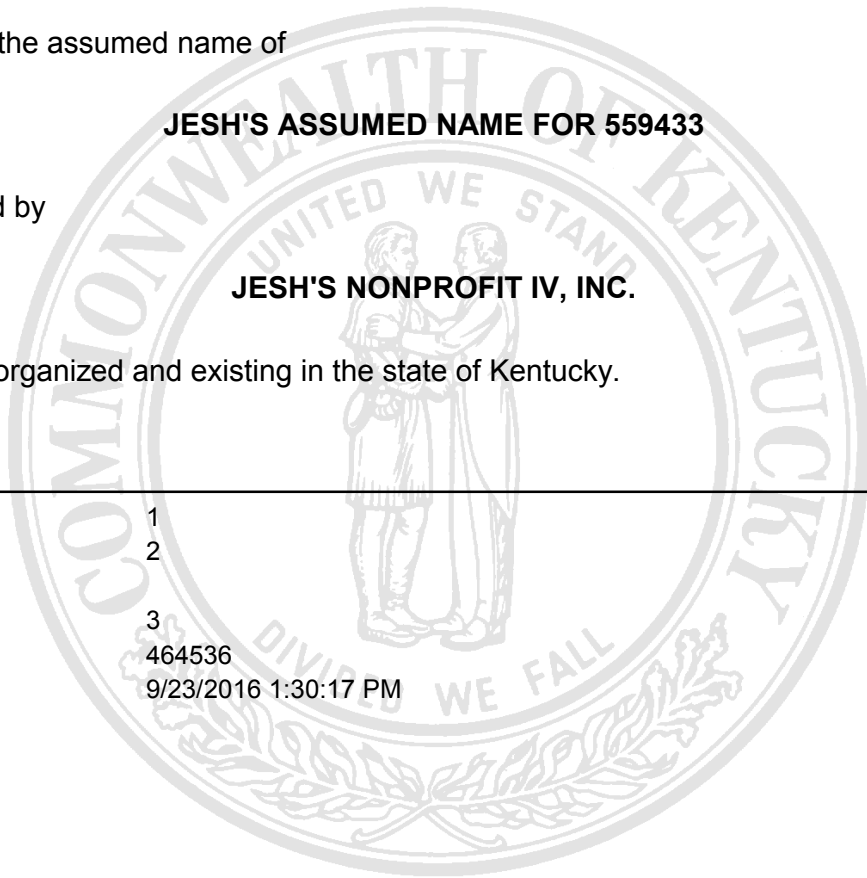 the assumed name of
JESH'S ASSUMED NAME FOR 559433
d by
JESH'S NONPROFIT IV, INC.
organized and existing in the state of Kentucky.
1
2
3
464536
9/23/2016 1:30:17 PM
COMMONWEALTH OF KENTUCKY
UNITED WE STAND
DIVIDED WE FALL